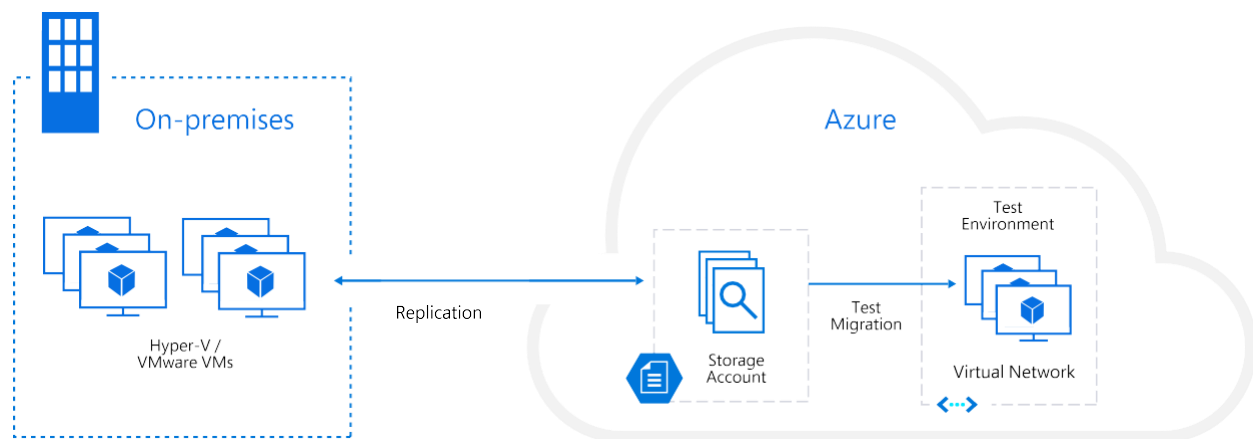 On-premises
Azure
Hyper-V /
VMware VMs
Replication
Storage
Account
Test
Migration
Test
Environment
Virtual Network